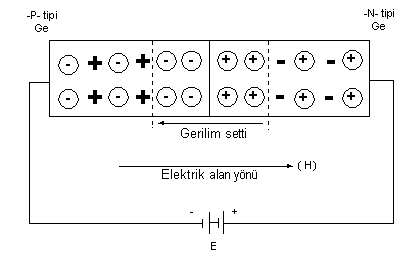 -P- tipi
Ge
-N- tipi
Ge
- + - + - - + + - + - +
- + - + - - + + - + - +
Gerilim setti
Elektrik alan yönü
(H)
- +
E